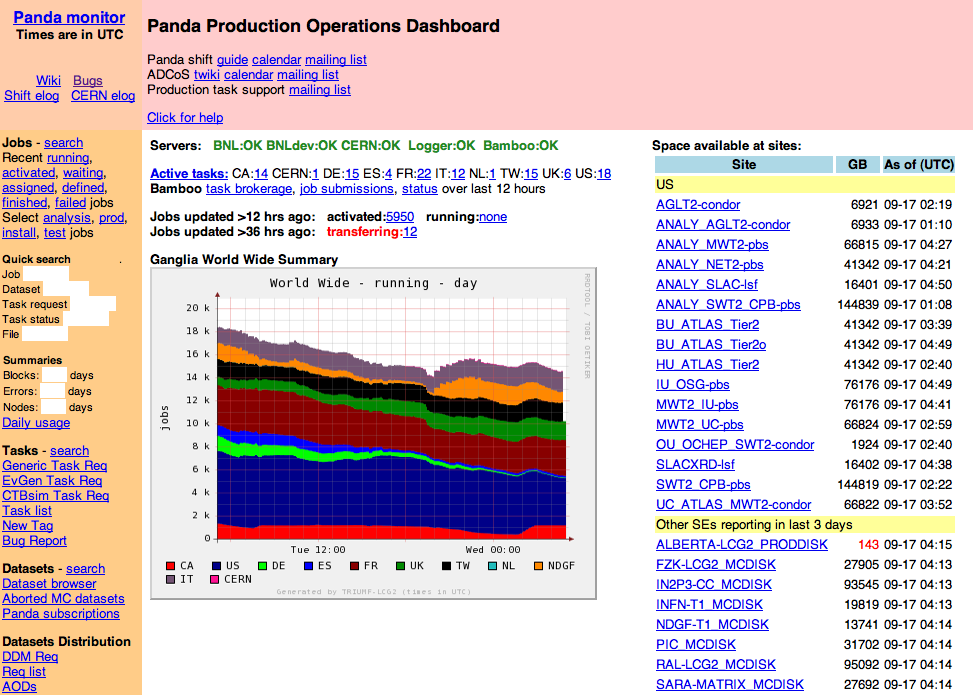 Panda monitor
Times are in UTC
Wiki Bugs
Shift elog CERN elog
Panda Production Operations Dashboard
Panda shift guide calendar mailing list
ADCoS twiki calendar mailing list
Production task support mailing list
Click for help
Jobs - search
Recent running,
activated, waiting,
assigned, defined,
finished, failed jobs
Select analysis, prod,
install, test jobs
Quick search .
Job
Dataset
Task request
Task status
File
Summaries
Blocks: days
Errors: days
Nodes: days
Daily usage
Tasks - search
Generic Task Req
EvGen Task Req
CTBsim Task Req
Task list
New Tag
Bug Report
Datasets - search
Dataset browser
Aborted MC datasets
Panda subscriptions
Datasets Distribution
DDM Req
Req list
AODs
Servers: BNL:OK BNLdev:OK CERN:OK Logger:OK Bamboo:OK
Active tasks: CA:14 CERN:1 DE:15 ES:4 FR:22 IT:12 NL:1 TW:15 UK:6 US:18
Bamboo task brokerage, job submissions, status over last 12 hours
Jobs updated >12 hrs ago: activated:5950 running:none
Jobs updated >36 hrs ago: transferring:12
Ganglia World Wide Summary
World Wide - running - day
RRDTOOL / TOBI OETIKER
jobs
20 k
18 k
16 k
14 k
12 k
10 k
8 k
6 k
4 k
2 k
0
Tue 12:00 Wed 00:00
CA US DE ES FR UK TW NL NDGF
IT CERN
Generated by TRIUMF-LCG2 (times in UTC)
Space available at sites:
Site GB As of (UTC)
US
AGLT2-condor 6921 09-17 02:19
ANALY_AGLT2-condor 6933 09-17 01:10
ANALY_MWT2-pbs 66815 09-17 04:27
ANALY_NET2-pbs 41342 09-17 04:21
ANALY_SLAC-lsf 16401 09-17 04:50
ANALY_SWT2_CPB-pbs 144839 09-17 01:08
BU_ATLAS_Tier2 41342 09-17 03:39
BU_ATLAS_Tier2o 41342 09-17 04:49
HU_ATLAS_Tier2 41342 09-17 02:40
IU_OSG-pbs 76176 09-17 04:49
MWT2_IU-pbs 76176 09-17 04:41
MWT2_UC-pbs 66824 09-17 02:59
OU_OCHEP_SWT2-condor 1924 09-17 02:40
SLACXRD-lsf 16402 09-17 04:38
SWT2_CPB-pbs 144819 09-17 02:22
UC_ATLAS_MWT2-condor 66822 09-17 03:52
Other SEs reporting in last 3 days
ALBERTA-LCG2_PRODDISK 143 09-17 04:15
FZK-LCG2_MCDISK 27905 09-17 04:13
IN2P3-CC_MCDISK 93545 09-17 04:13
INFN-T1_MCDISK 19819 09-17 04:13
NDGF-T1_MCDISK 13741 09-17 04:14
PIC_MCDISK 31702 09-17 04:14
RAL-LCG2_MCDISK 95092 09-17 04:14
SARA-MATRIX_MCDISK 27692 09-17 04:14